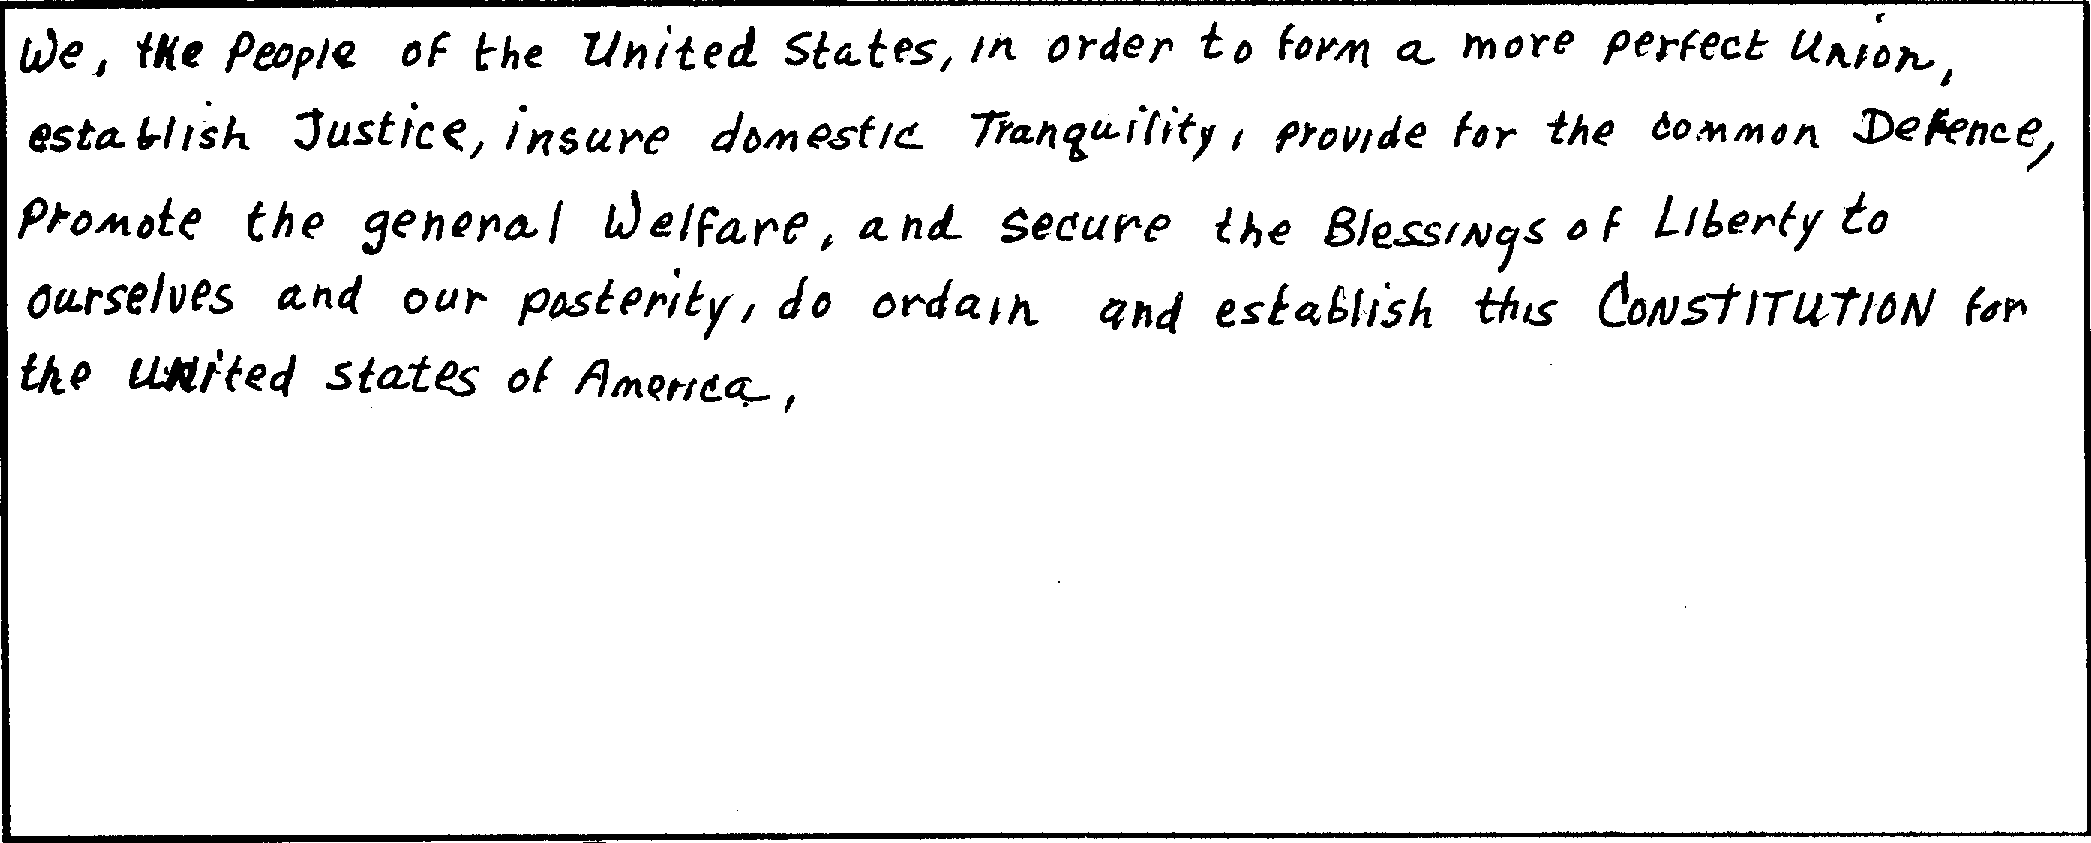 We, the People of the United States, in order to form a more perfect Union,
establish Justice, insure domestic Tranquility, provide for the common Defence,
promote the general Welfare, and secure the Blessings of Liberty to
ourselves and our posterity, do ordain and establish this CONSTITUTION for
the United States of America,